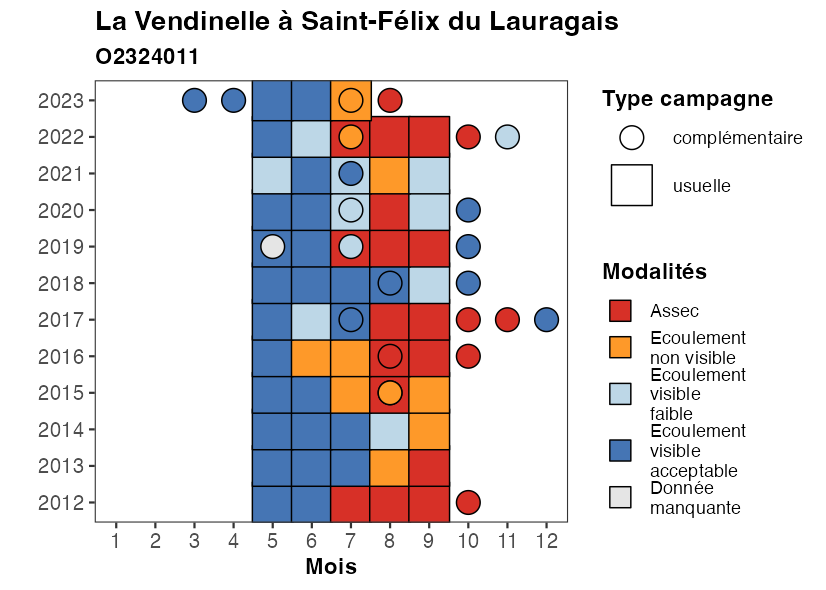 La Vendinelle à Saint-Félix du Lauragais
O2324011
2023
2022
2021
2020
2019
2018
2017
2016
2015
2014
2013
2012
1 2 3 4 5 6 7 8 9 10 11 12
Mois
Type campagne
complémentaire
usuelle
Modalités
Assec
Ecoulement
non visible
Ecoulement
visible
faible
Ecoulement
visible
acceptable
Donnée
manquante